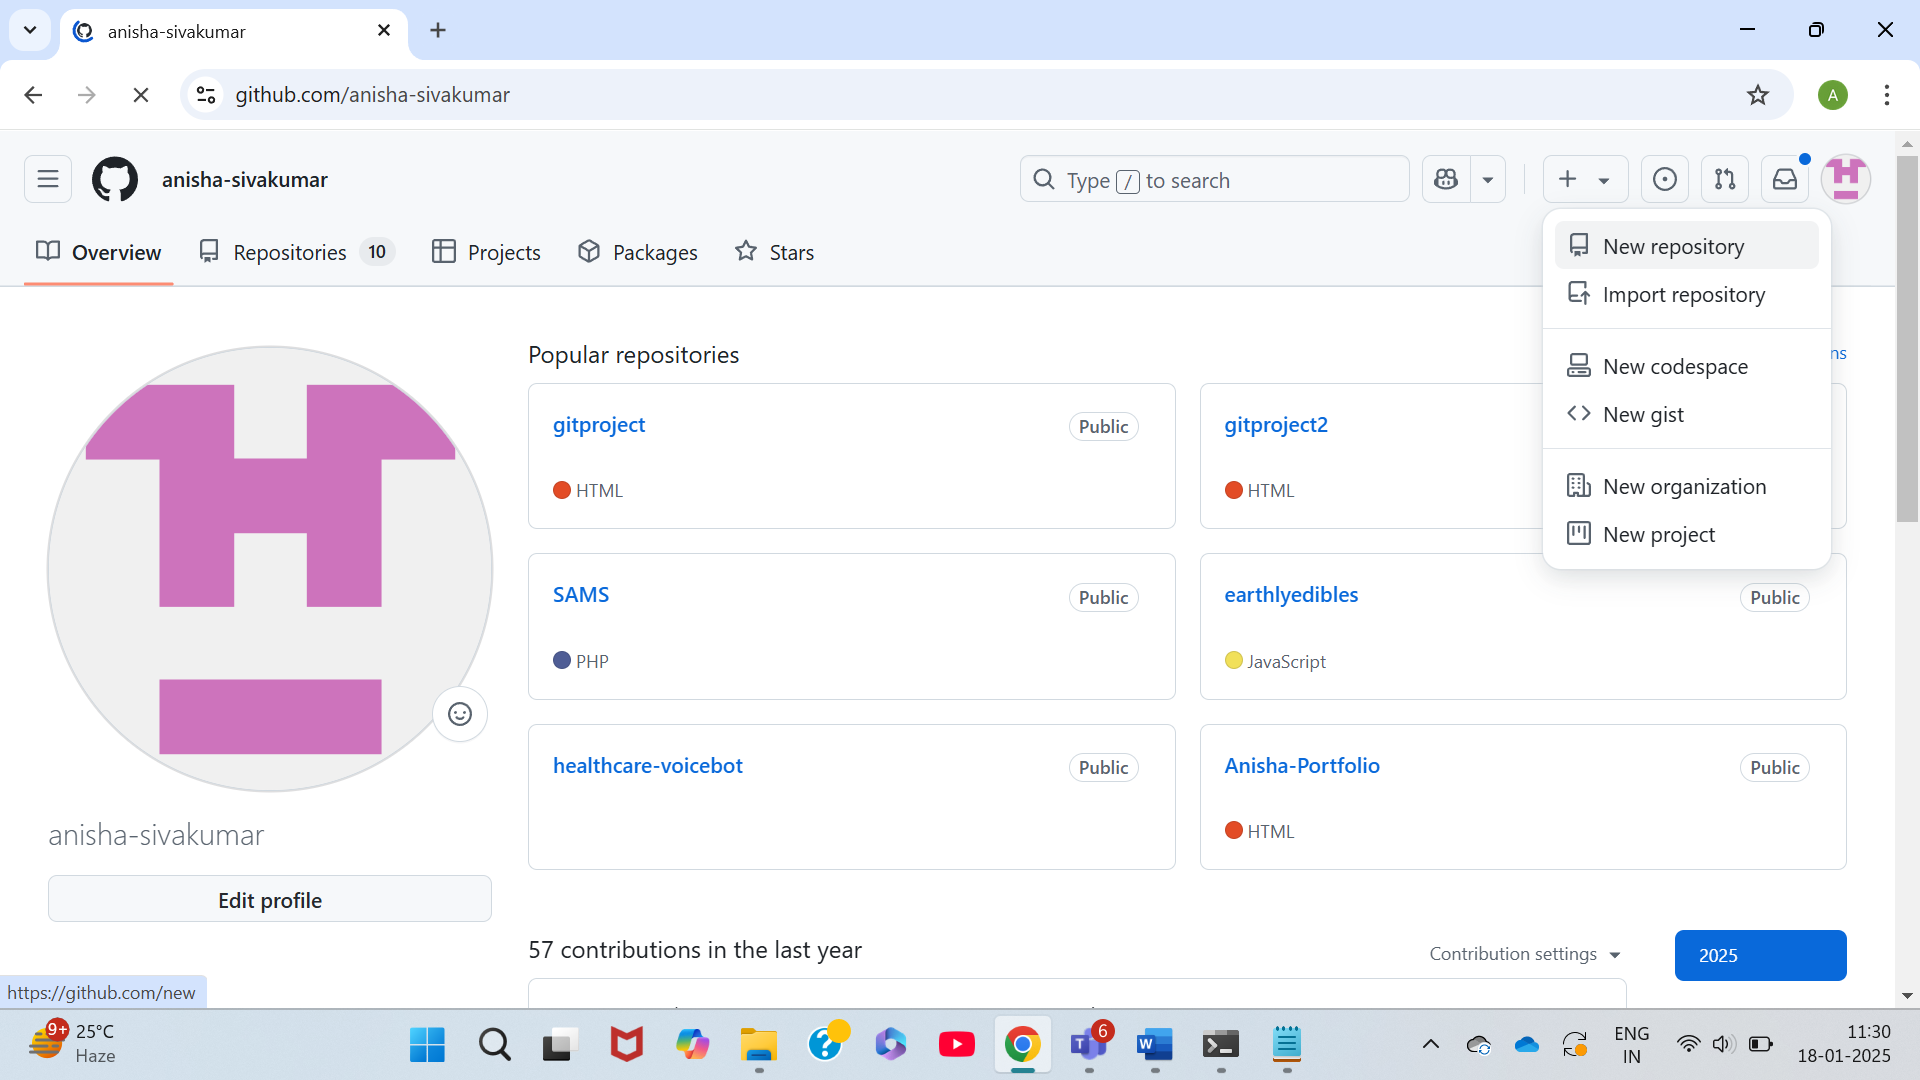 anisha-sivakumar
github.com/anisha-sivakumar
A
anisha-sivakumar
Type / to search
Overview
Repositories 10
Projects
Packages
Stars
New repository
Import repository
New codespace
New gist
New organization
New project
Popular repositories
ns
gitproject
Public
HTML
gitproject2
HTML
SAMS
Public
PHP
earthlyedibles
Public
JavaScript
healthcare-voicebot
Public
Anisha-Portfolio
Public
HTML
anisha-sivakumar
Edit profile
57 contributions in the last year
Contribution settings
2025
https://github.com/new
9+
25°C
Haze
6
ENG
IN
11:30
18-01-2025